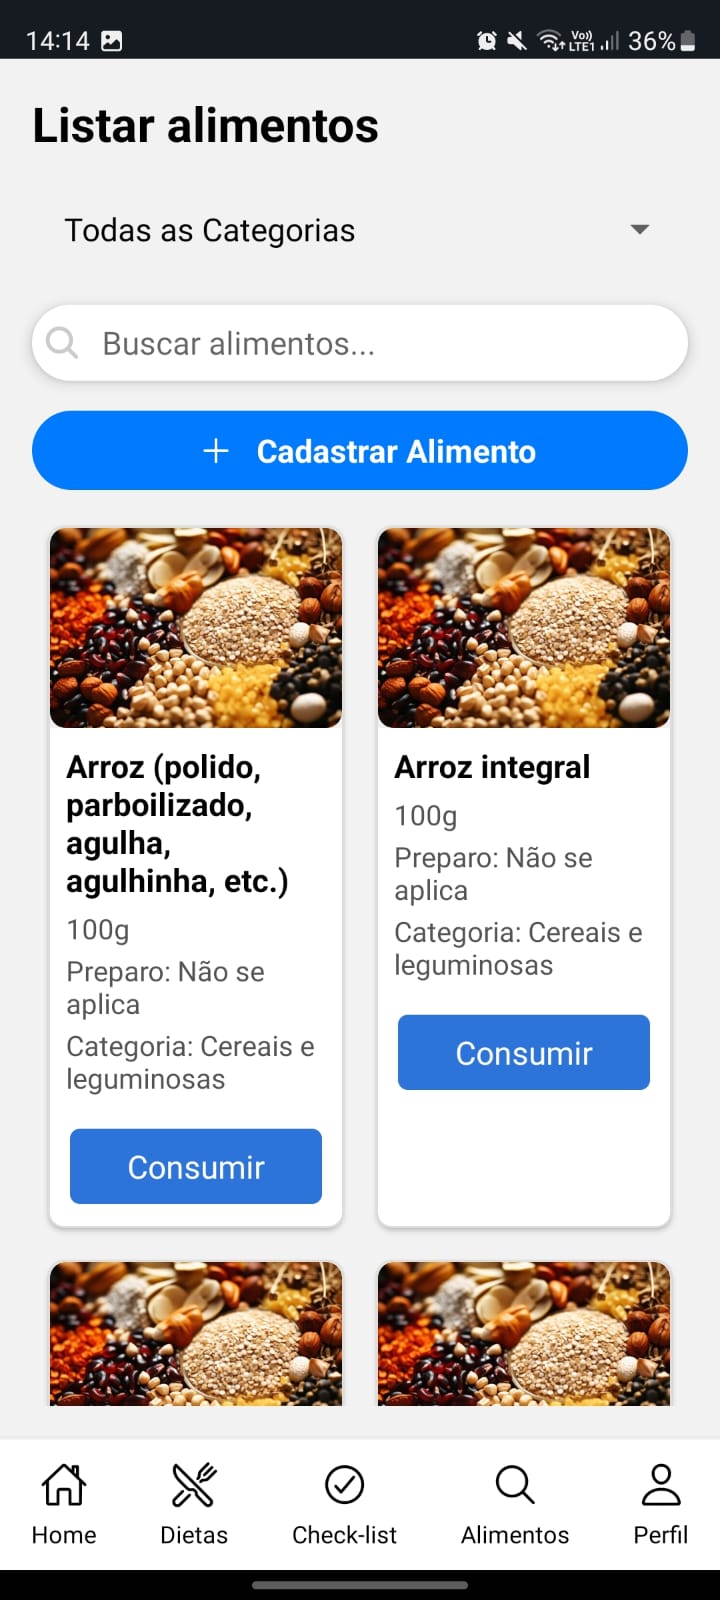 14:14
Vo)) LTE1 36%
Listar alimentos
Todas as Categorias
Buscar alimentos...
+ Cadastrar Alimento
Arroz (polido,
parboilizado,
agulha,
agulhinha, etc.)
100g
Preparo: Não se
aplica
Categoria: Cereais e
leguminosas
Consumir
Arroz integral
100g
Preparo: Não se
aplica
Categoria: Cereais e
leguminosas
Consumir
Home
Dietas
Check-list
Alimentos
Perfil